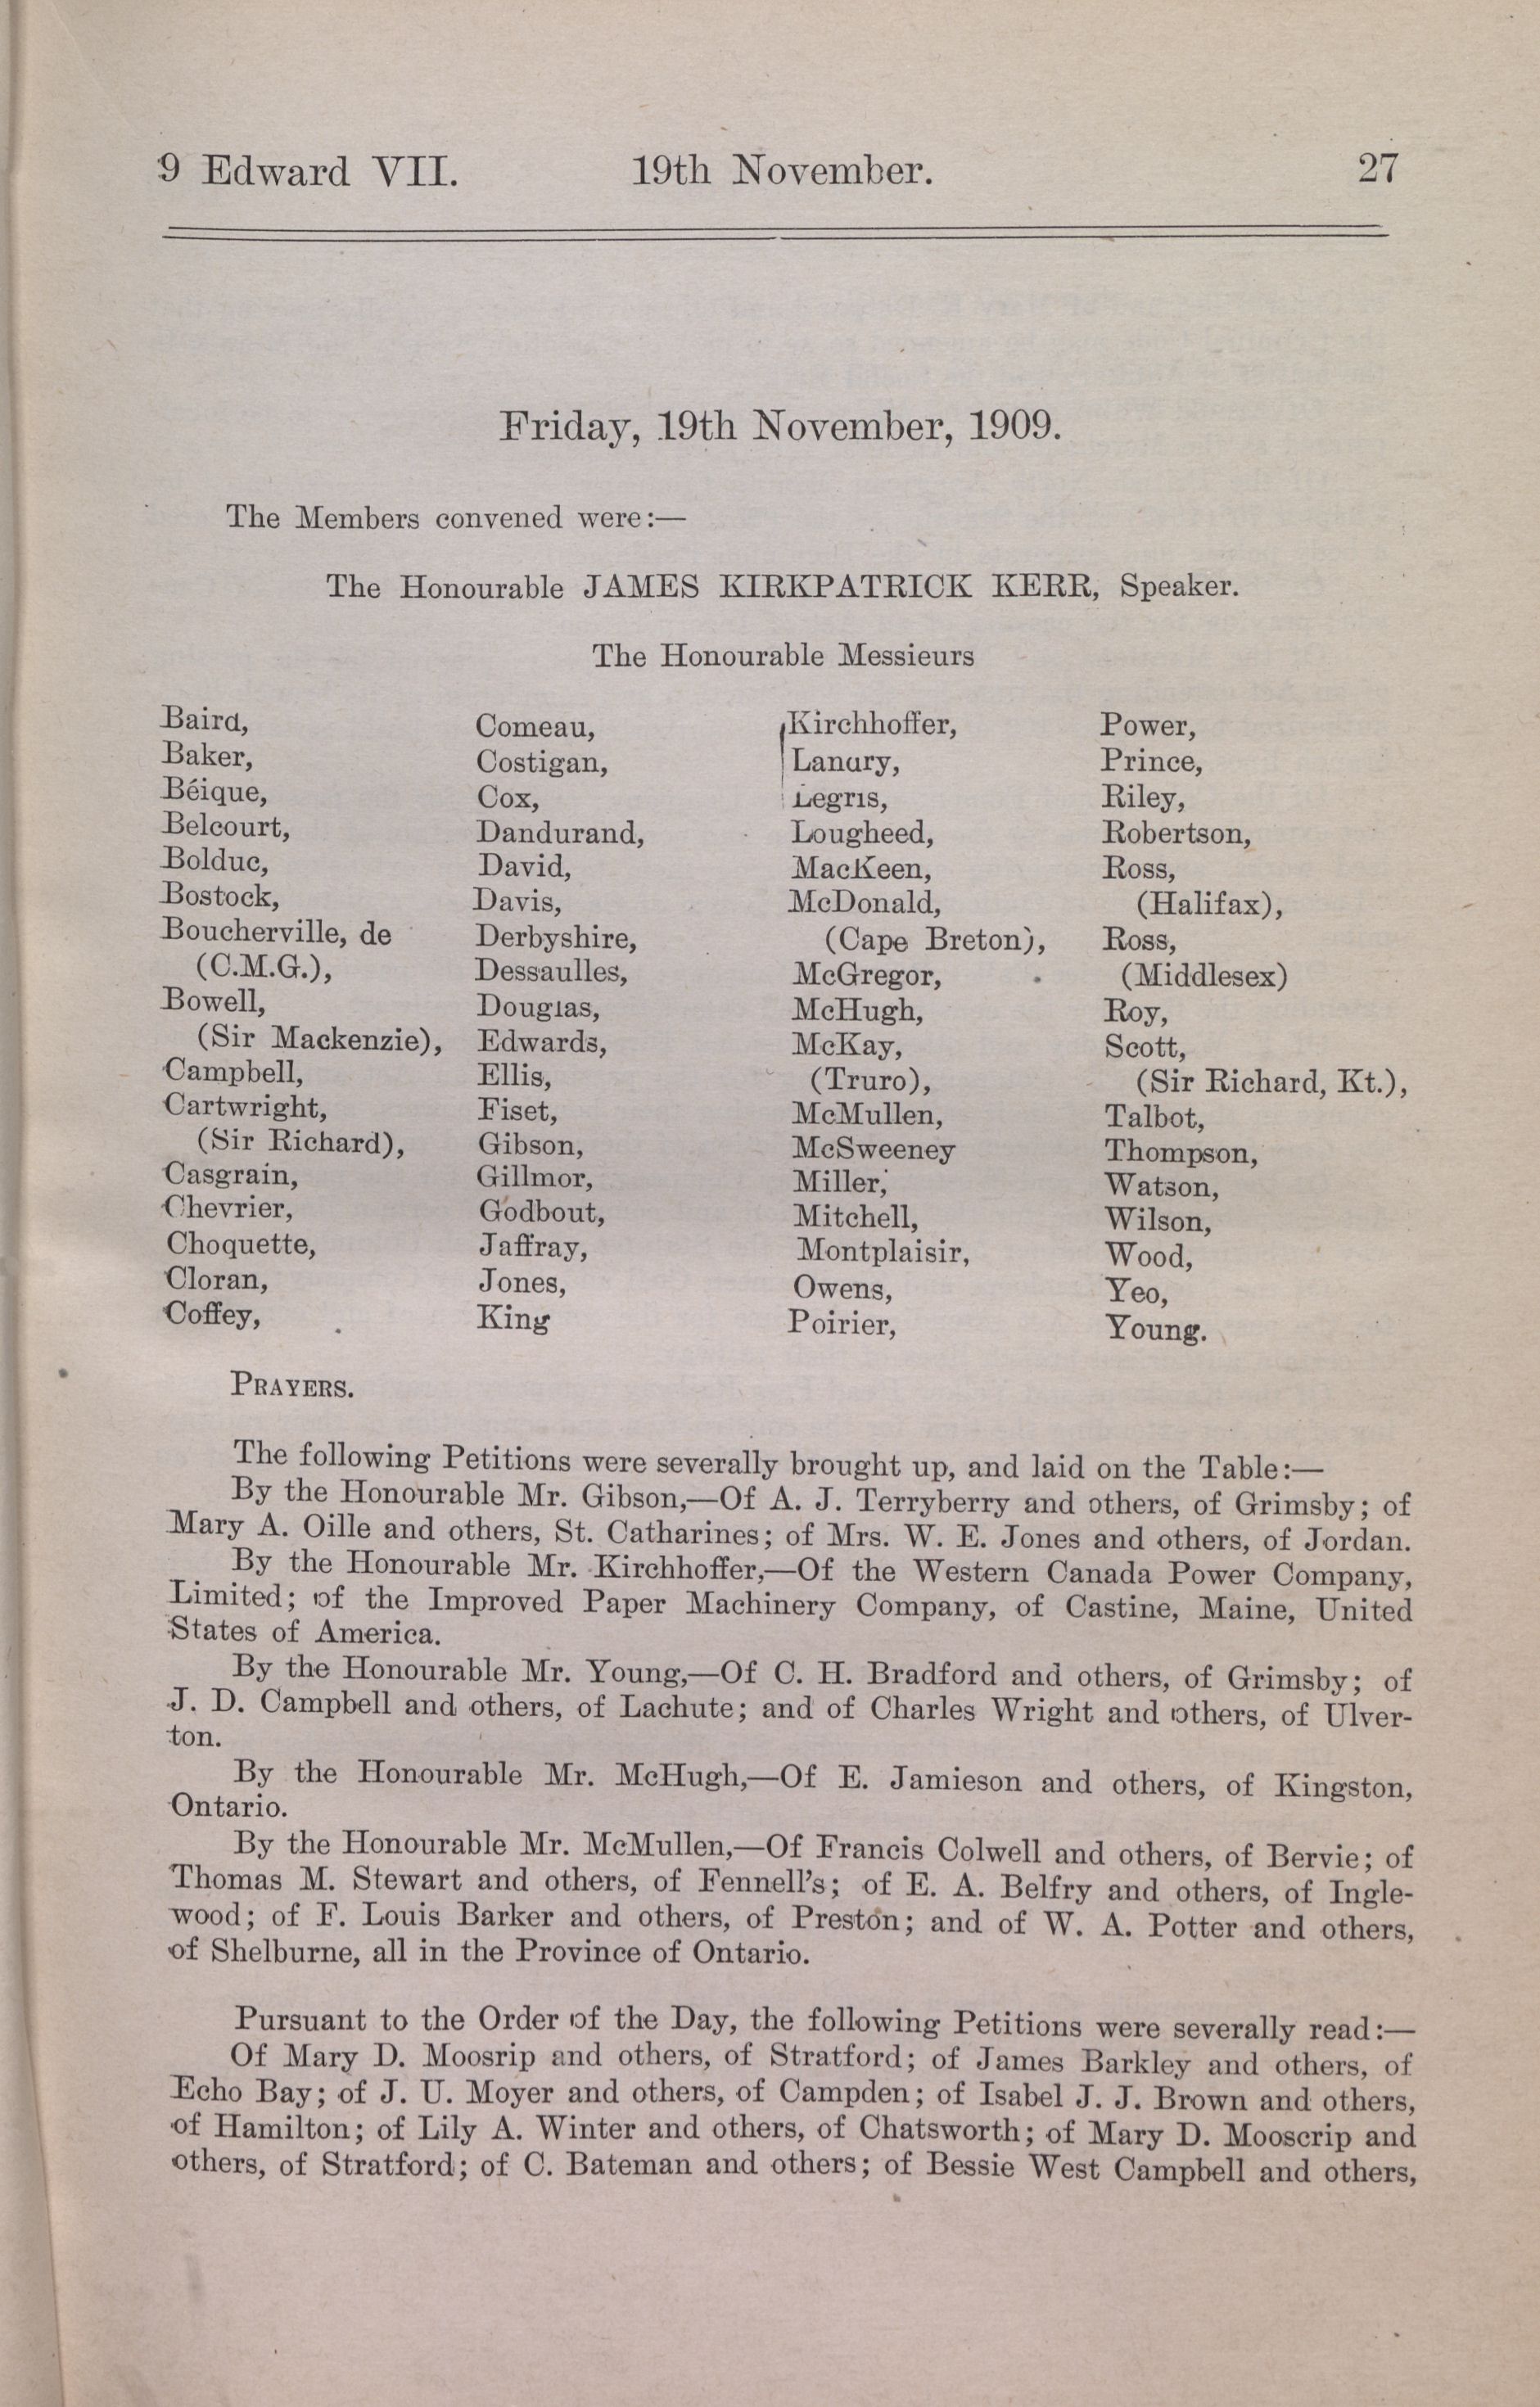 9 Edward VII. 19th November. 27
Friday, 19th November, 1909.
The Members convened were:—
The Honourable JAMES KIRKPATRICK KERR, Speaker.
The Honourable Messieurs
Baird,
Baker,
Béique,
Belcourt,
Bolduc,
Bostock,
Boucherville, de
(C.M.G.),
Bowell,
(Sir Mackenzie),
Campbell,
Cartwright,
(Sir Richard),
Casgrain,
Chevrier,
Choquette,
Cloran,
Coffey,
Comeau,
Costigan,
Cox,
Dandurand,
David,
Davis,
Derbyshire,
Dessaulles,
Douglas,
Edwards,
Ellis,
Fiset,
Gibson,
Gillmor,
Godbout,
Jaffray,
Jones,
King
Kirchhoffer,
Landry,
Legris,
Lougheed,
MacKeen,
McDonald,
(Cape Breton),
McGregor,
McHugh,
McKay,
(Truro),
McMullen,
McSweeney
Miller,
Mitchell,
Montplaisir,
Owens,
Poirier,
Power,
Prince,
Riley,
Robertson,
Ross,
(Halifax),
Ross,
(Middlesex)
Roy,
Scott,
(Sir Richard, Kt.),
Talbot,
Thompson,
Watson,
Wilson,
Wood,
Yeo,
Young.
PRAYERS.
The following Petitions were severally brought up, and laid on the Table:—
By the Honourable Mr. Gibson,—Of A. J. Terryberry and others, of Grimsby; of
Mary A. Oille and others, St. Catharines; of Mrs. W. E. Jones and others, of Jordan.
By the Honourable Mr. Kirchhoffer,—Of the Western Canada Power Company,
Limited; of the Improved Paper Machinery Company, of Castine, Maine, United
States of America.
By the Honourable Mr. Young,—Of C. H. Bradford and others, of Grimsby; of
J. D. Campbell and others, of Lachute; and of Charles Wright and others, of Ulver-
ton.
By the Honourable Mr. McHugh,—Of E. Jamieson and others, of Kingston,
Ontario.
By the Honourable Mr. McMullen,—Of Francis Colwell and others, of Bervie; of
Thomas M. Stewart and others, of Fennell's; of E. A. Belfry and others, of Ingle-
wood; of F. Louis Barker and others, of Preston; and of W. A. Potter and others,
of Shelburne, all in the Province of Ontario.
Pursuant to the Order of the Day, the following Petitions were severally read:—
Of Mary D. Moosrip and others, of Stratford; of James Barkley and others, of
Echo Bay; of J. U. Moyer and others, of Campden; of Isabel J. J. Brown and others,
of Hamilton; of Lily A. Winter and others, of Chatsworth; of Mary D. Mooscrip and
others, of Stratford; of C. Bateman and others; of Bessie West Campbell and others,